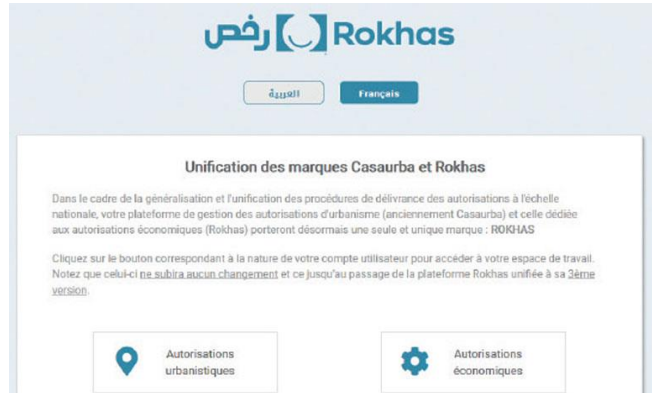 رخص Rokhas
العربية
Français
Unification des marques Casaurba et Rokhas
Dans le cadre de la généralisation et l'unification des procédures de délivrance des autorisations à l'échelle
nationale, votre plateforme de gestion des autorisations d'urbanisme (anciennement Casaurba) et celle dédiée
aux autorisations économiques (Rokhas) porteront désormais une seule et unique marque : ROKHAS
Cliquez sur le bouton correspondant à la nature de votre compte utilisateur pour accéder à votre espace de travail.
Notez que celui-ci ne subira aucun changement et ce jusqu'au passage de la plateforme Rokhas unifiée à sa 3ème
version.
Autorisations
urbanistiques
Autorisations
économiques